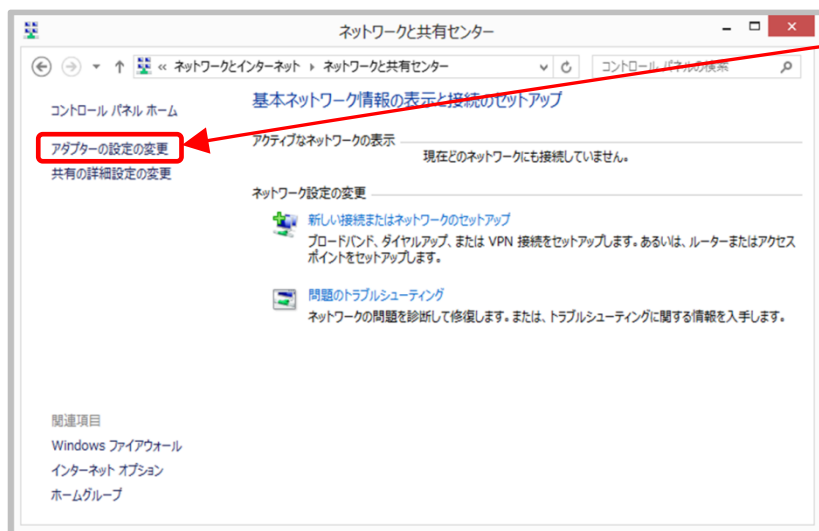 ネットワークと共有センター
« ネットワークとインターネット ▸ ネットワークと共有センター
コントロール パネルの検索
コントロール パネル ホーム
アダプターの設定の変更
共有の詳細設定の変更
基本ネットワーク情報の表示と接続のセットアップ
アクティブなネットワークの表示
現在どのネットワークにも接続していません。
ネットワーク設定の変更
新しい接続またはネットワークのセットアップ
ブロードバンド、ダイヤルアップ、または VPN 接続をセットアップします。あるいは、ルーターまたはアクセス
ポイントをセットアップします。
問題のトラブルシューティング
ネットワークの問題を診断して修復します。または、トラブルシューティングに関する情報を入手します。
関連項目
Windows ファイアウォール
インターネット オプション
ホームグループ